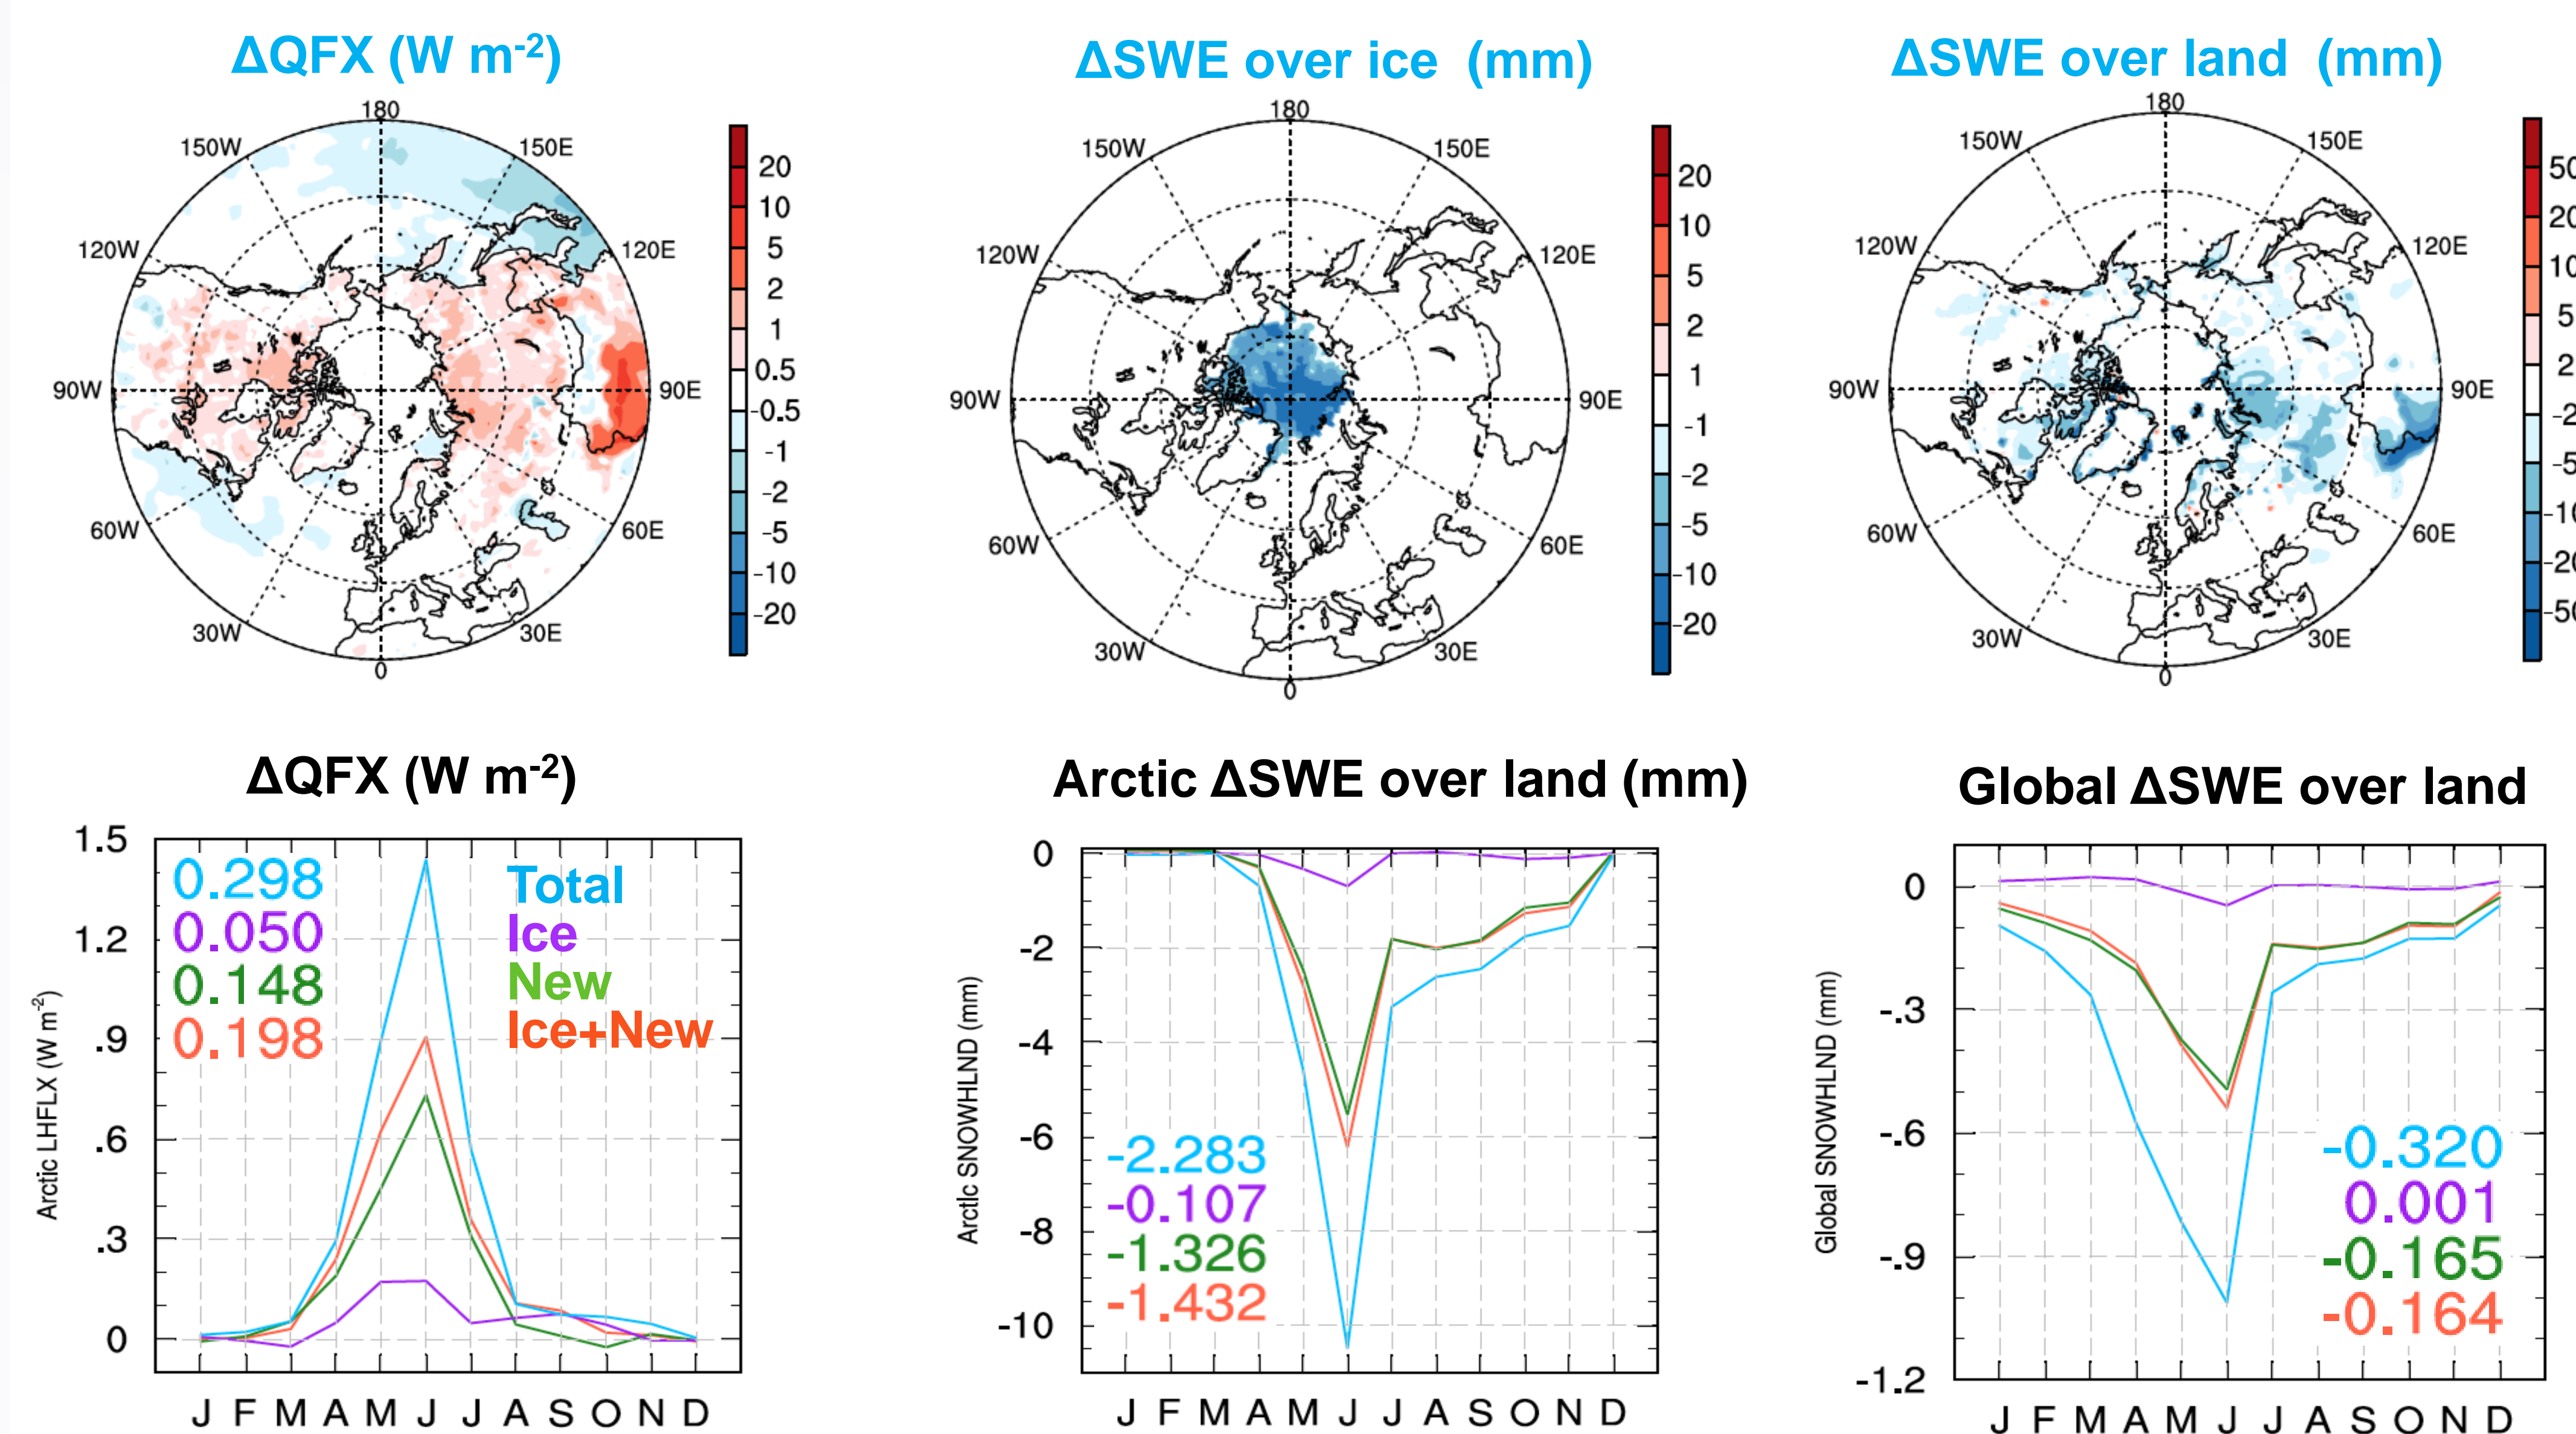 ΔQFX (W m-2)
ΔSWE over ice (mm)
ΔSWE over land (mm)
180
150W
150E
120W
120E
90W
90E
60W
60E
30W
30E
0
20
10
5
2
1
0.5
-0.5
-1
-2
-5
-10
-20
180
150W
150E
120W
120E
90W
90E
60W
60E
30W
30E
0
20
10
5
2
1
-1
-2
-5
-10
-20
180
150W
150E
120W
120E
90W
90E
60W
60E
30W
30E
0
5
2
-2
-5
ΔQFX (W m-2)
Arctic LHFLX (W m-2)
1.5
1.2
.9
.6
.3
0
0.298
0.050
0.148
0.198
Total
Ice
New
Ice+New
J F M A M J J A S O N D
Arctic ΔSWE over land (mm)
Arctic SNOWHLND (mm)
0
-2
-4
-6
-8
-10
-2.283
-0.107
-1.326
-1.432
J F M A M J J A S O N D
Global ΔSWE over land
Global SNOWHLND (mm)
0
-.3
-.6
-.9
-1.2
-0.320
0.001
-0.165
-0.164
J F M A M J J A S O N D